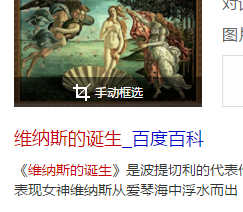 对
图片
手动框选
维纳斯的诞生_百度百科
《维纳斯的诞生》是波提切利的代表
表现女神维纳斯从爱琴海中浮水而出